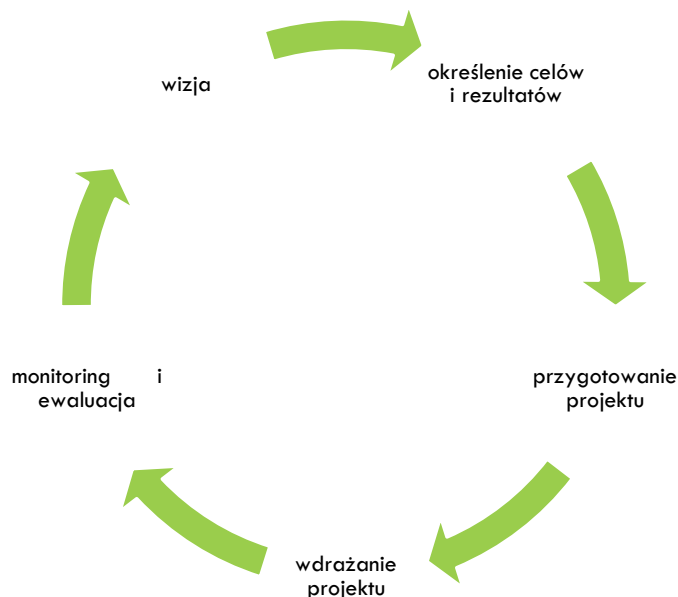 wizja
określenie celów
i rezultatów
przygotowanie
projektu
wdrażanie
projektu
monitoring i
ewaluacja